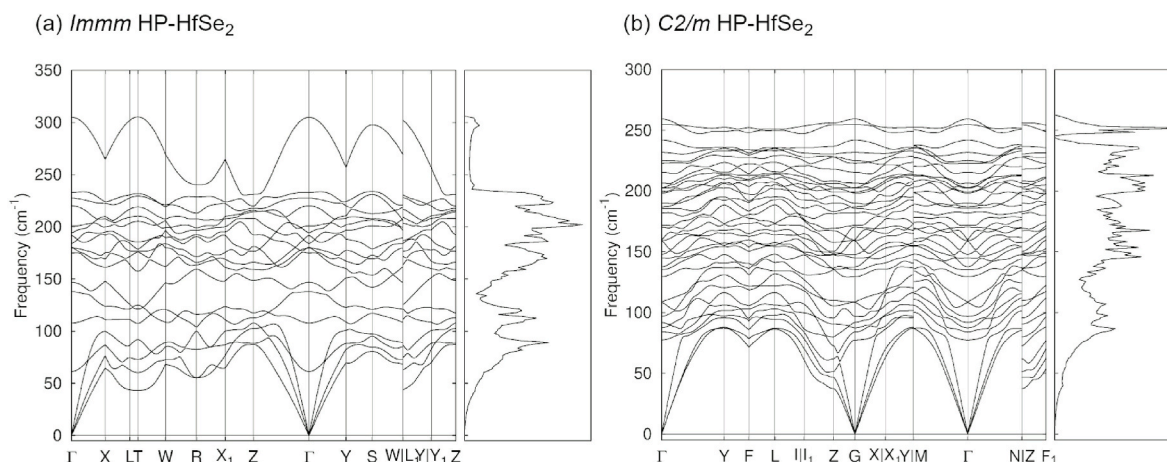 (a) Immm HP-HfSe₂
(b) C2/m HP-HfSe₂
Frequency (cm⁻¹)
350
300
250
200
150
100
50
0
Γ X LT W R X₁ Z Γ Y S W|L₁Y|Y₁ Z
Frequency (cm⁻¹)
300
250
200
150
100
50
0
Γ Y F L I|I₁ Z G X|X₁Y|M Γ N|Z F₁